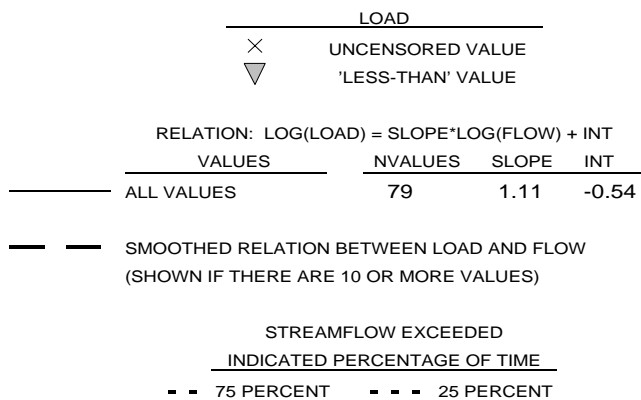 LOAD
UNCENSORED VALUE
'LESS-THAN' VALUE
RELATION: LOG(LOAD) = SLOPE*LOG(FLOW) + INT
VALUES NVALUES SLOPE INT
ALL VALUES 79 1.11 -0.54
SMOOTHED RELATION BETWEEN LOAD AND FLOW
(SHOWN IF THERE ARE 10 OR MORE VALUES)
STREAMFLOW EXCEEDED
INDICATED PERCENTAGE OF TIME
75 PERCENT 25 PERCENT